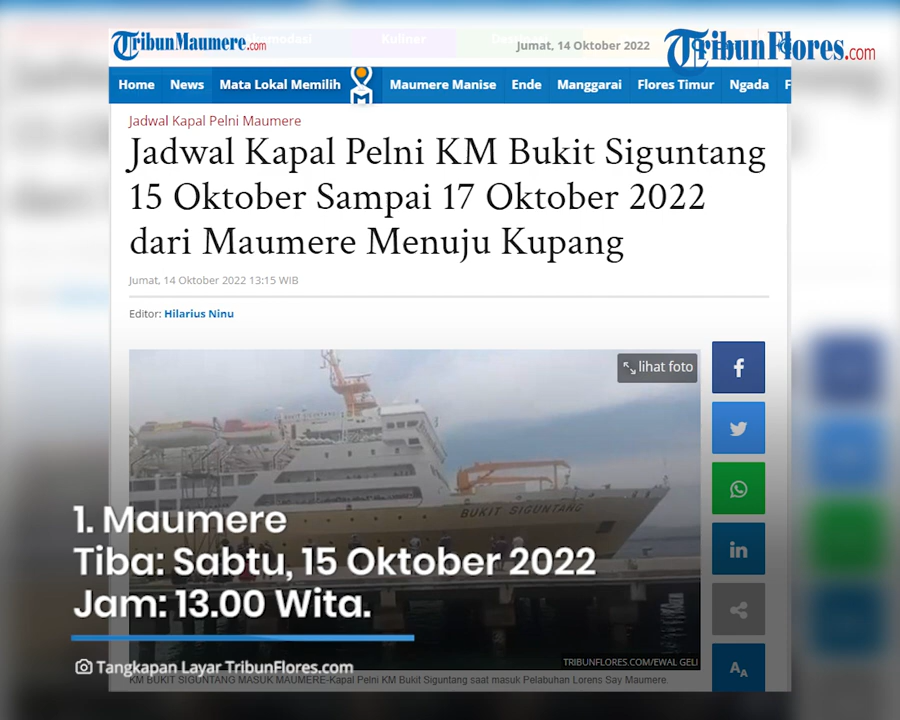 TribunMaumere.com
Kuliner
Jumat, 14 Oktober 2022
TribunFlores.com
Home News Mata Lokal Memilih Maumere Manise Ende Manggarai Flores Timur Ngada F
Jadwal Kapal Pelni Maumere
Jadwal Kapal Pelni KM Bukit Siguntang
15 Oktober Sampai 17 Oktober 2022
dari Maumere Menuju Kupang
Jumat, 14 Oktober 2022 13:15 WIB
Editor: Hilarius Ninu
lihat foto
BUKIT SIGUNTANG
BUKIT SIGUNTANG
1. Maumere
Tiba: Sabtu, 15 Oktober 2022
Jam: 13.00 Wita.
Tangkapan Layar TribunFlores.com
TRIBUNFLORES.COM/EWAL GELI
KM BUKIT SIGUNTANG MASUK MAUMERE-Kapal Pelni KM Bukit Siguntang saat masuk Pelabuhan Lorens Say Maumere.
AA